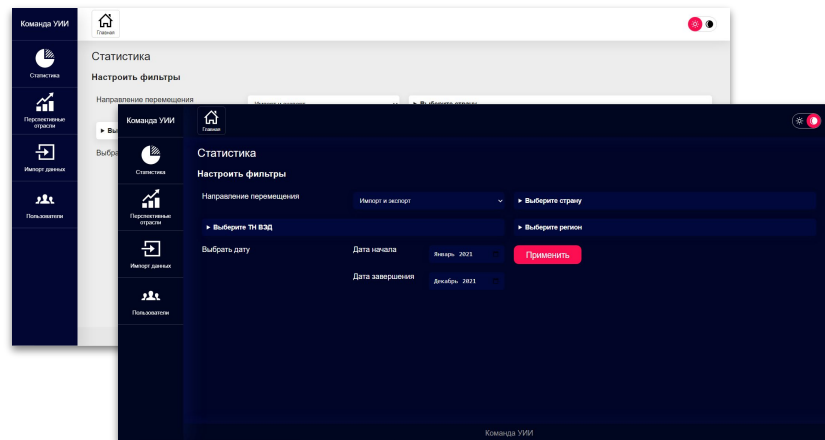 Команда УИИ
Главная
Статистика
Статистика
Настроить фильтры
Направление перемещения
Перспективные отрасли
Импорт данных
Пользователи
Команда УИИ
Главная
Статистика
Статистика
Настроить фильтры
Направление перемещения
Импорт и экспорт
Выберите страну
Перспективные отрасли
Выберите ТН ВЭД
Выберите регион
Выбрать дату
Дата начала
Январь 2021
Применить
Импорт данных
Дата завершения
Декабрь 2021
Пользователи
Команда УИИ